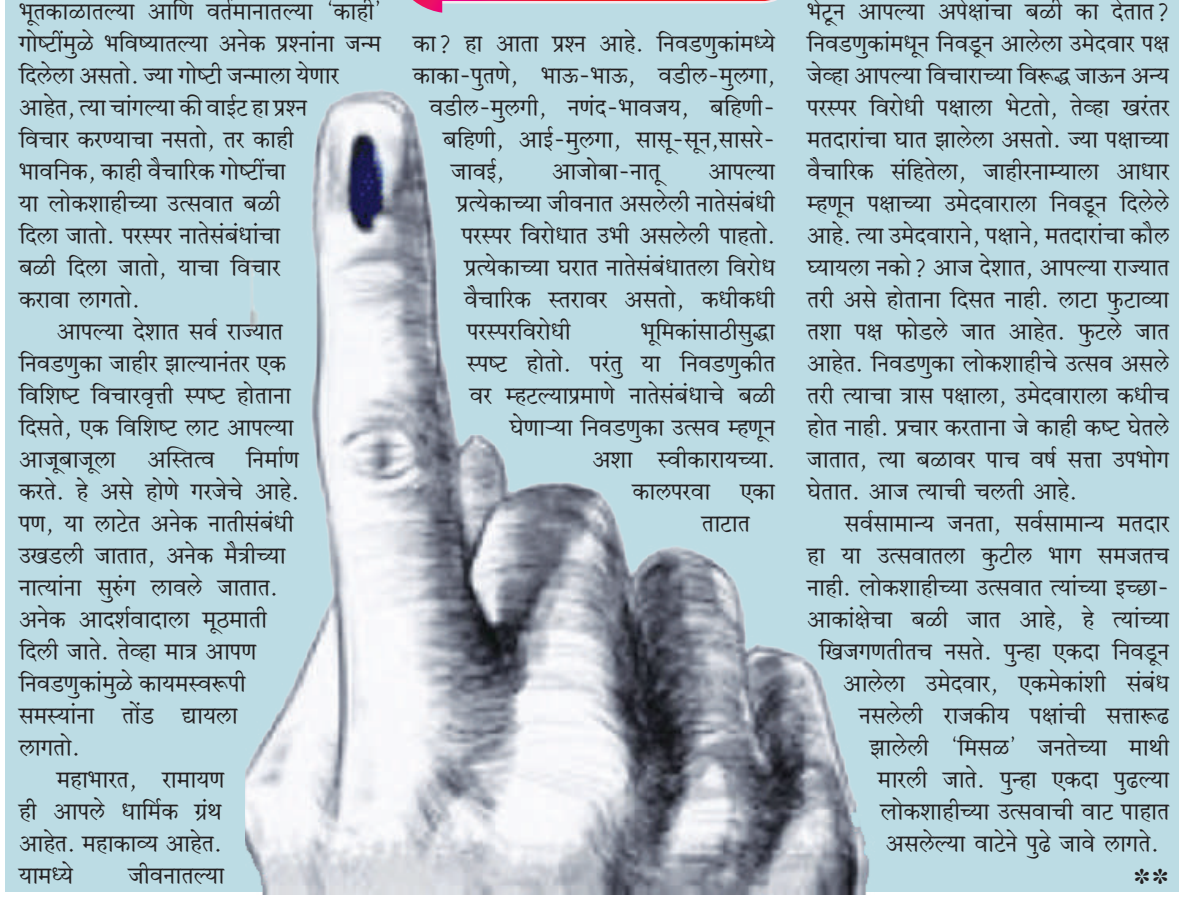 भूतकाळातल्या आणि वर्तमानातल्या ‘काही’
गोष्टींमुळे भविष्यातल्या अनेक प्रश्नांना जन्म
दिलेला असतो. ज्या गोष्टी जन्माला येणार
आहेत, त्या चांगल्या की वाईट हा प्रश्न
विचार करण्याचा नसतो, तर काही
भावनिक, काही वैचारिक गोष्टींचा
या लोकशाहीच्या उत्सवात बळी
दिला जातो. परस्पर नातेसंबंधांचा
बळी दिला जातो, याचा विचार
करावा लागतो.
आपल्या देशात सर्व राज्यात
निवडणुका जाहीर झाल्यानंतर एक
विशिष्ट विचारवृत्ती स्पष्ट होताना
दिसते, एक विशिष्ट लाट आपल्या
आजूबाजूला अस्तित्व निर्माण
करते. हे असे होणे गरजेचे आहे.
पण, या लाटेत अनेक नातीसंबंधी
उखडली जातात, अनेक मैत्रीच्या
नात्यांना सुरुंग लावले जातात.
अनेक आदर्शवादाला मूठमाती
दिली जाते. तेव्हा मात्र आपण
निवडणुकांमुळे कायमस्वरूपी
समस्यांना तोंड द्यायला
लागतो.
महाभारत, रामायण
ही आपले धार्मिक ग्रंथ
आहेत. महाकाव्य आहेत.
यामध्ये जीवनातल्या
का? हा आता प्रश्न आहे. निवडणुकांमध्ये
काका-पुतणे, भाऊ-भाऊ, वडील-मुलगा,
वडील-मुलगी, नणंद-भावजय, बहिणी-
बहिणी, आई-मुलगा, सासू-सून,सासरे-
जावई, आजोबा-नातू आपल्या
प्रत्येकाच्या जीवनात असलेली नातेसंबंधी
परस्पर विरोधात उभी असलेली पाहतो.
प्रत्येकाच्या घरात नातेसंबंधातला विरोध
वैचारिक स्तरावर असतो, कधीकधी
परस्परविरोधी भूमिकांसाठीसुद्धा
स्पष्ट होतो. परंतु या निवडणुकीत
वर म्हटल्याप्रमाणे नातेसंबंधाचे बळी
घेणाऱ्या निवडणुका उत्सव म्हणून
अशा स्वीकारायच्या.
कालपरवा एका
ताटात
भेटून आपल्या अपेक्षांचा बळी का देतात?
निवडणुकांमधून निवडून आलेला उमेदवार पक्ष
जेव्हा आपल्या विचाराच्या विरूद्ध जाऊन अन्य
परस्पर विरोधी पक्षाला भेटतो, तेव्हा खरंतर
मतदारांचा घात झालेला असतो. ज्या पक्षाच्या
वैचारिक संहितेला, जाहीरनाम्याला आधार
म्हणून पक्षाच्या उमेदवाराला निवडून दिलेले
आहे. त्या उमेदवाराने, पक्षाने, मतदारांचा कौल
घ्यायला नको? आज देशात, आपल्या राज्यात
तरी असे होताना दिसत नाही. लाटा फुटाव्या
तशा पक्ष फोडले जात आहेत. फुटले जात
आहेत. निवडणुका लोकशाहीचे उत्सव असले
तरी त्याचा त्रास पक्षाला, उमेदवाराला कधीच
होत नाही. प्रचार करताना जे काही कष्ट घेतले
जातात, त्या बळावर पाच वर्ष सत्ता उपभोग
घेतात. आज त्याची चलती आहे.
सर्वसामान्य जनता, सर्वसामान्य मतदार
हा या उत्सवातला कुटील भाग समजतच
नाही. लोकशाहीच्या उत्सवात त्यांच्या इच्छा-
आकांक्षेचा बळी जात आहे, हे त्यांच्या
खिजगणतीतच नसते. पुन्हा एकदा निवडून
आलेला उमेदवार, एकमेकांशी संबंध
नसलेली राजकीय पक्षांची सत्तारूढ
झालेली ‘मिसळ’ जनतेच्या माथी
मारली जाते. पुन्हा एकदा पुढल्या
लोकशाहीच्या उत्सवाची वाट पाहात
असलेल्या वाटेने पुढे जावे लागते.
**